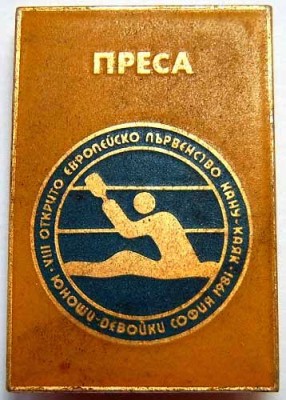 ПРЕСА
VIII ОТКРИТО ЕВРОПЕЙСКО ПЪРВЕНСТВО КАНУ-КАЯК
ЮНОШИ-ДЕВОЙКИ СОФИЯ 1981